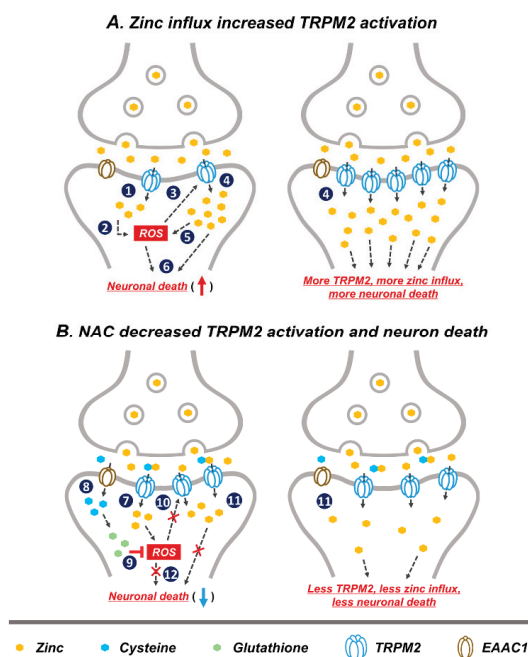 A. Zinc influx increased TRPM2 activation
1
3
4
2
ROS
5
6
Neuronal death ( )
4
More TRPM2, more zinc influx,
more neuronal death
B. NAC decreased TRPM2 activation and neuron death
8
7
10
11
9
ROS
12
Neuronal death ( )
11
Less TRPM2, less zinc influx,
less neuronal death
Zinc Cysteine Glutathione TRPM2 EAAC1